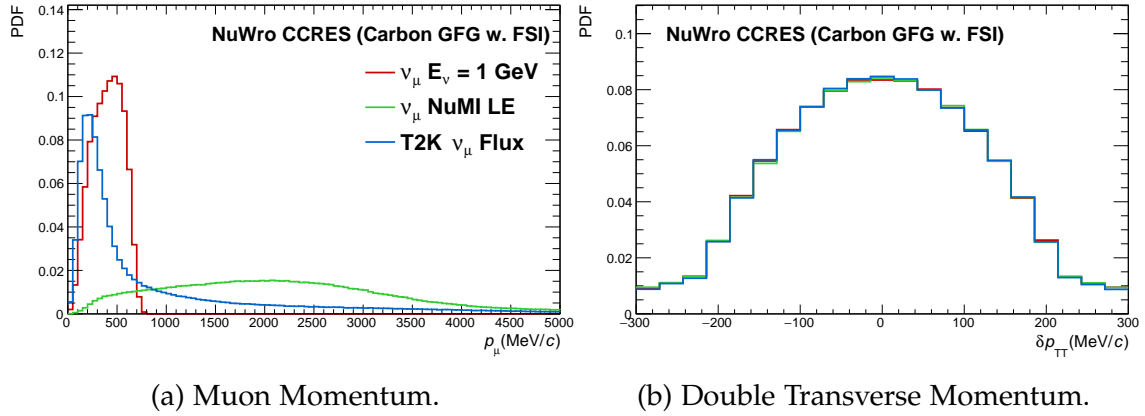 PDF
0.14
0.12
0.1
0.08
0.06
0.04
0.02
0
NuWro CCRES (Carbon GFG w. FSI)
ν_μ E_ν = 1 GeV
ν_μ NuMI LE
T2K ν_μ Flux
0 500 1000 1500 2000 2500 3000 3500 4000 4500 5000
p_μ (MeV/c)
(a) Muon Momentum.
PDF
0.1
0.08
0.06
0.04
0.02
0
NuWro CCRES (Carbon GFG w. FSI)
−300 −200 −100 0 100 200 300
δp_TT (MeV/c)
(b) Double Transverse Momentum.